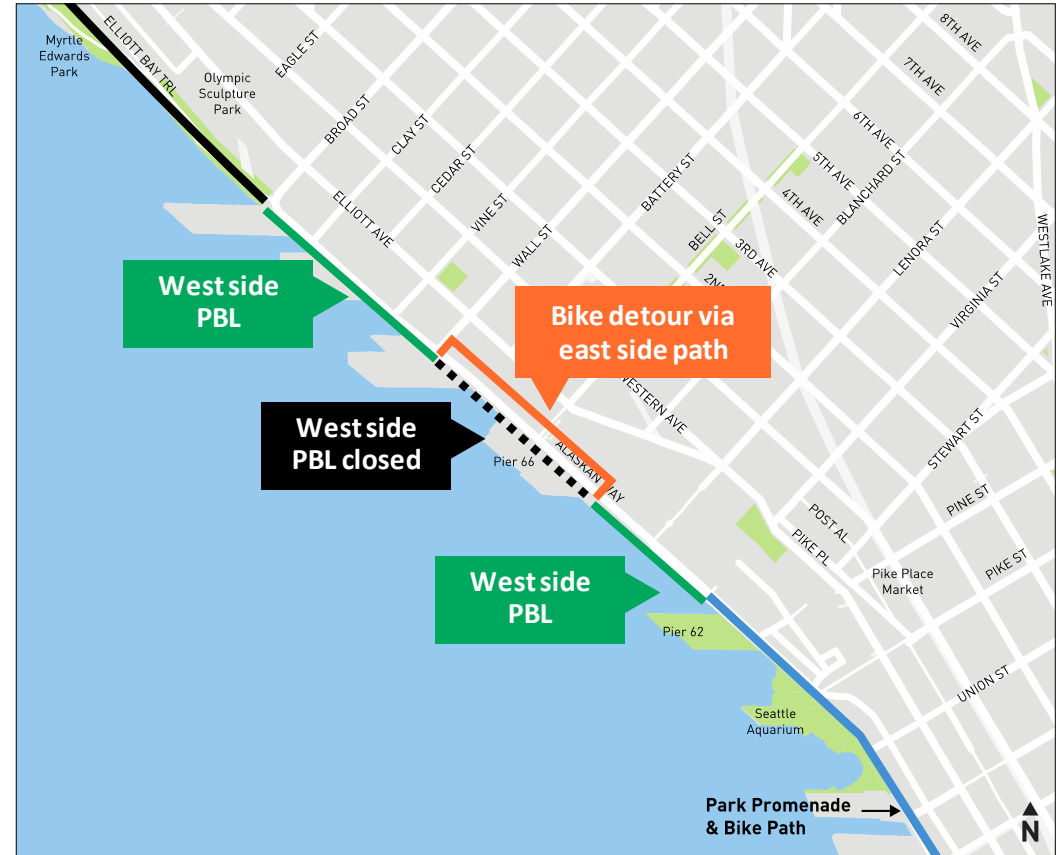 Myrtle
Edwards
Park
ELLIOTT BAY TRL
Olympic
Sculpture
Park
EAGLE ST
BROAD ST
CLAY ST
CEDAR ST
VINE ST
WALL ST
ELLIOTT AVE
BATTERY ST
BELL ST
8TH AVE
7TH AVE
6TH AVE
5TH AVE
4TH AVE
3RD AVE
BLANCHARD ST
LENORA ST
VIRGINIA ST
WESTLAKE AVE
West side
PBL
Bike detour via
east side path
WESTERN AVE
West side
PBL closed
Pier 66
ALASKAN WAY
STEWART ST
PINE ST
PIKE ST
POST AL
PIKE PL
Pike Place
Market
West side
PBL
Pier 62
UNION ST
Seattle
Aquarium
Park Promenade
& Bike Path
N